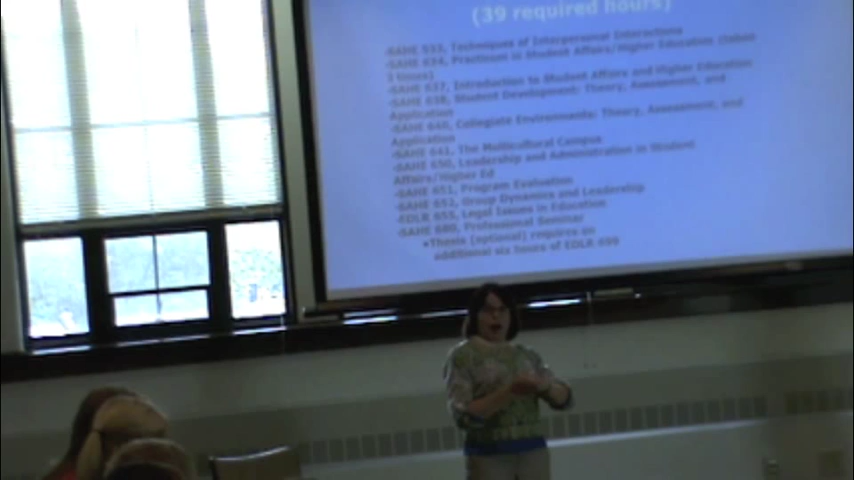 (39 required hours)
-SAHE 533, Techniques of Interpersonal Interactions
-SAHE 634, Practicum in Student Affairs/Higher Education (taken
3 times)
-SAHE 637, Introduction to Student Affairs and Higher Education
-SAHE 638, Student Development: Theory, Assessment, and
Application
-SAHE 640, Collegiate Environments: Theory, Assessment, and
Application
-SAHE 641, The Multicultural Campus
-SAHE 650, Leadership and Administration in Student
Affairs/Higher Ed
-SAHE 651, Program Evaluation
-SAHE 652, Group Dynamics and Leadership
-EDLR 653, Legal Issues in Education
-SAHE 680, Professional Seminar
•Thesis (optional) requires an
additional six hours of EDLR 699